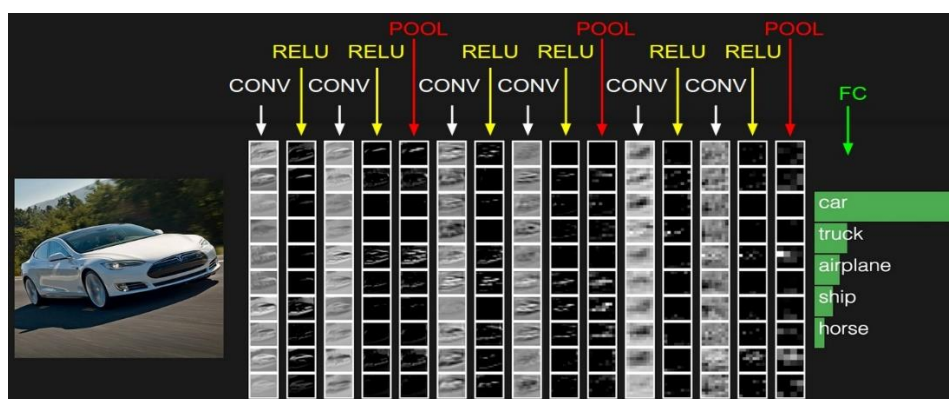 POOL POOL POOL
RELU RELU RELU RELU RELU RELU
CONV CONV CONV CONV CONV CONV
FC
car
truck
airplane
ship
horse